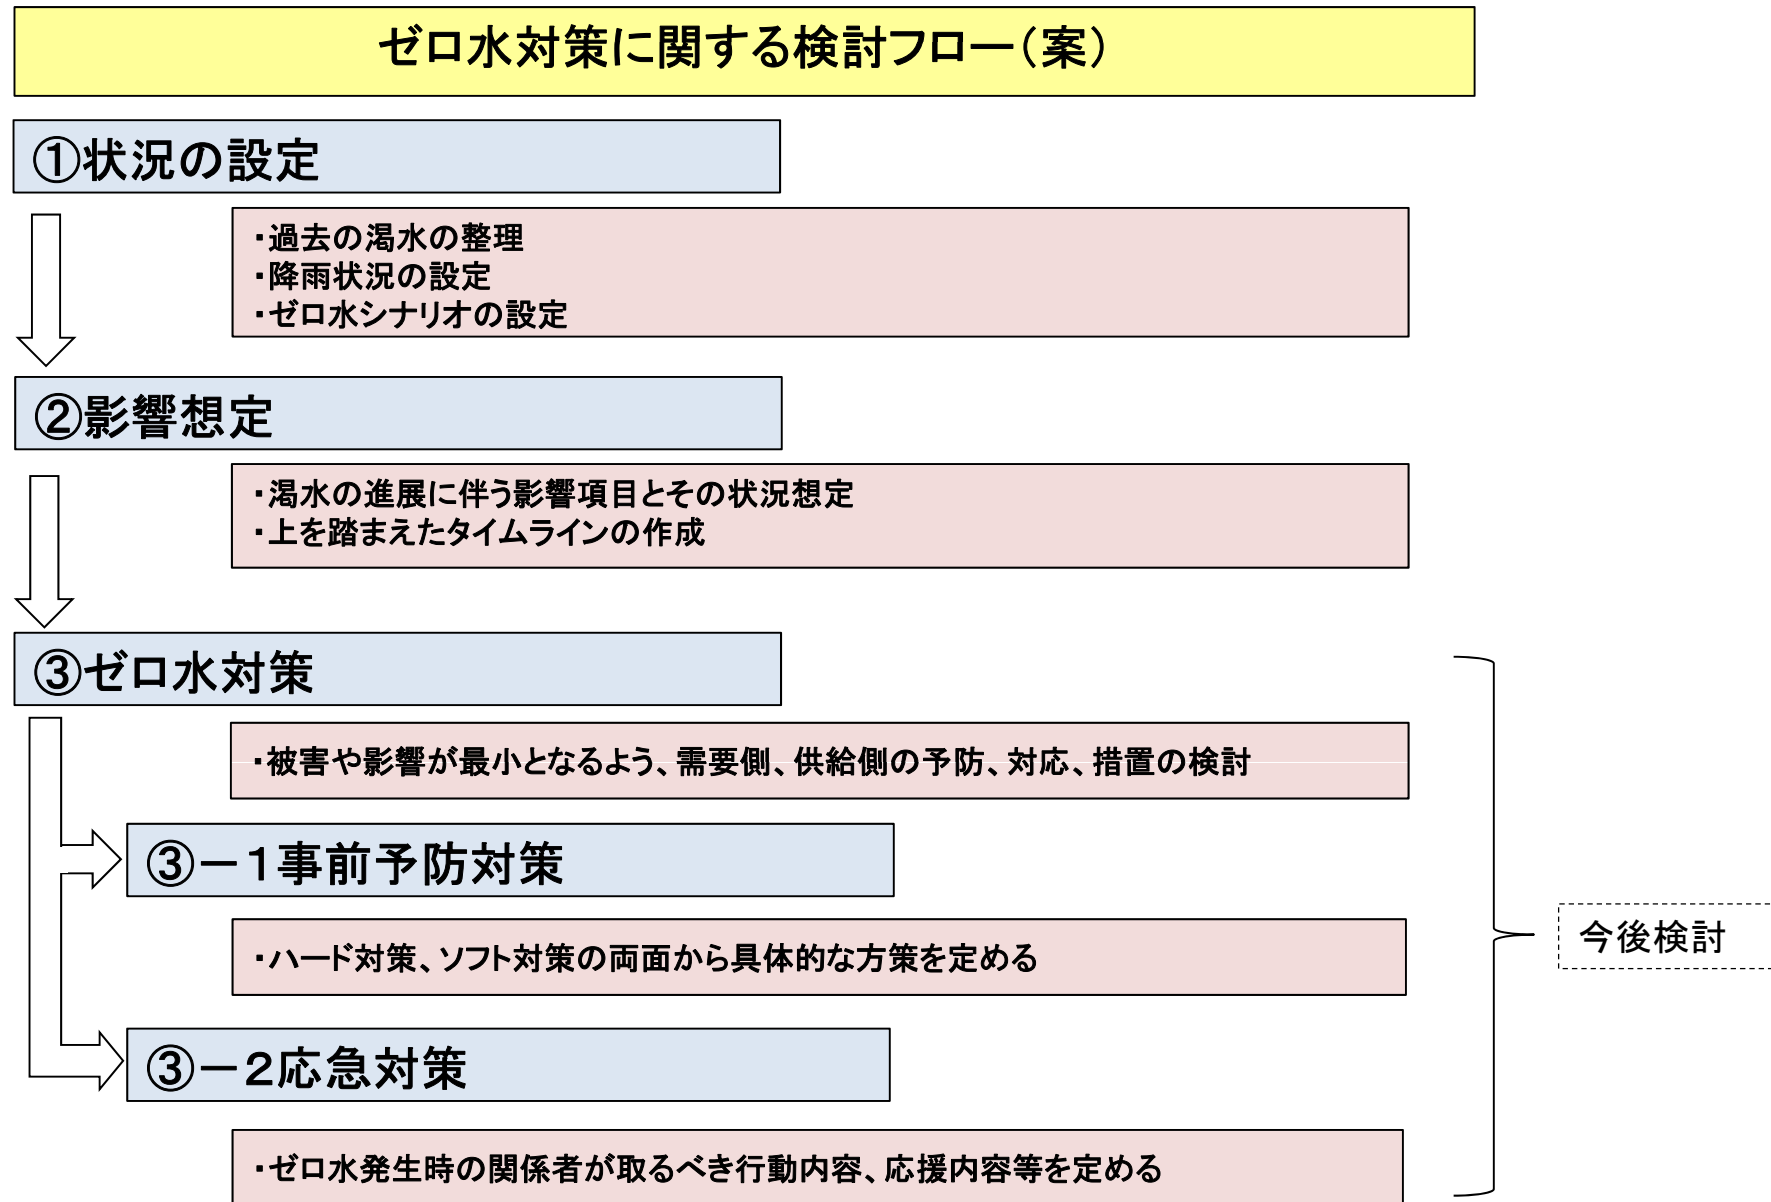 ゼロ水対策に関する検討フロー（案）
①状況の設定
・過去の渇水の整理
・降雨状況の設定
・ゼロ水シナリオの設定
②影響想定
・渇水の進展に伴う影響項目とその状況想定
・上を踏まえたタイムラインの作成
③ゼロ水対策
・被害や影響が最小となるよう、需要側、供給側の予防、対応、措置の検討
③－１事前予防対策
・ハード対策、ソフト対策の両面から具体的な方策を定める
今後検討
③－２応急対策
・ゼロ水発生時の関係者が取るべき行動内容、応援内容等を定める